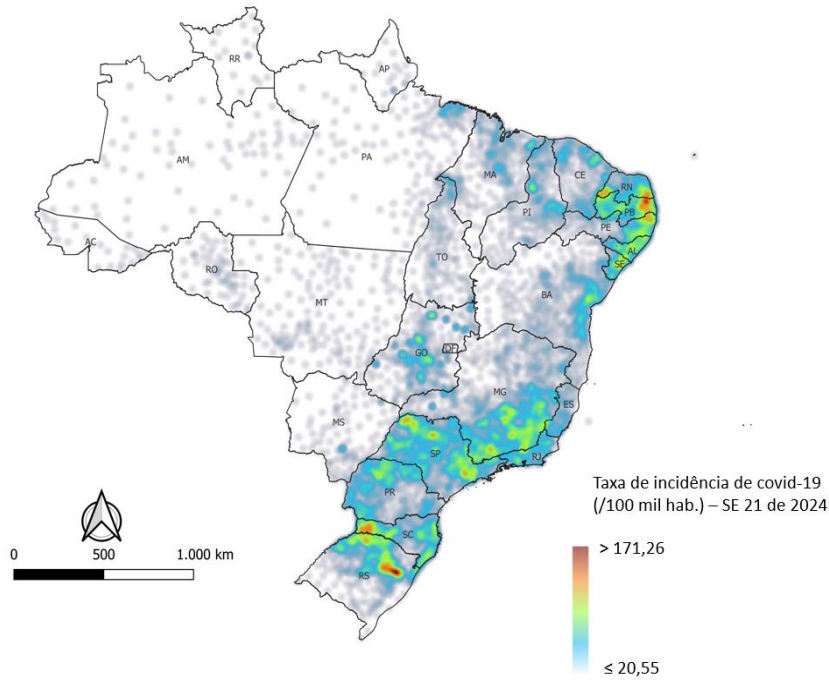 RR
AP
AM
PA
MA
CE
RN
PB
PI
PE
AL
SE
AC
RO
TO
BA
MT
GO
DF
MG
ES
MS
SP
RJ
PR
SC
RS
Taxa de incidência de covid-19
(/100 mil hab.) – SE 21 de 2024
> 171,26
≤ 20,55
0 500 1.000 km